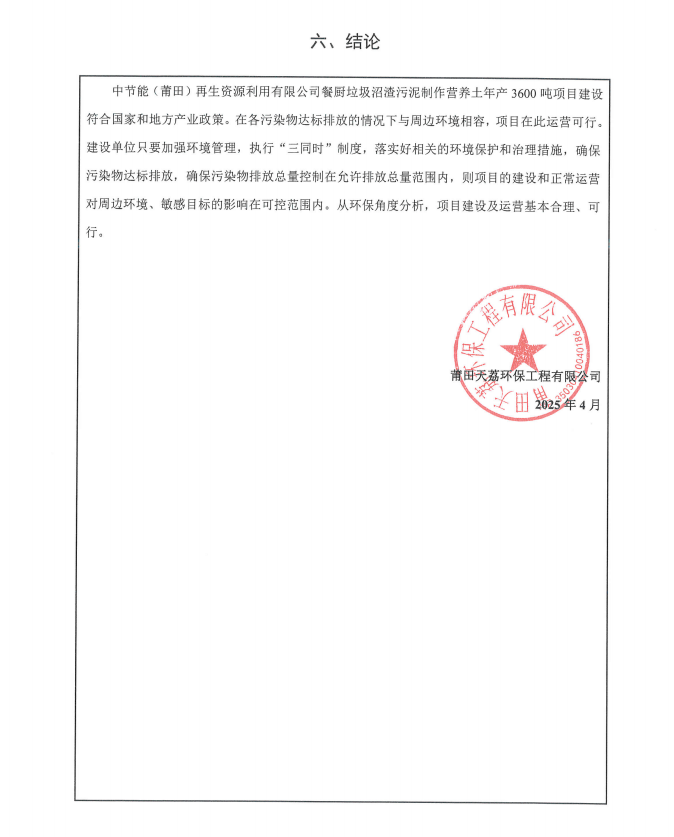 六、结论
中节能（莆田）再生资源利用有限公司餐厨垃圾沼渣污泥制作营养土年产 3600 吨项目建设
符合国家和地方产业政策。在各污染物达标排放的情况下与周边环境相容，项目在此运营可行。
建设单位只要加强环境管理，执行“三同时”制度，落实好相关的环境保护和治理措施，确保
污染物达标排放，确保污染物排放总量控制在允许排放总量范围内，则项目的建设和正常运营
对周边环境、敏感目标的影响在可控范围内。从环保角度分析，项目建设及运营基本合理、可
行。
莆田天荔环保工程有限公司
莆田天荔环保工程有限公司
2025 年 4 月